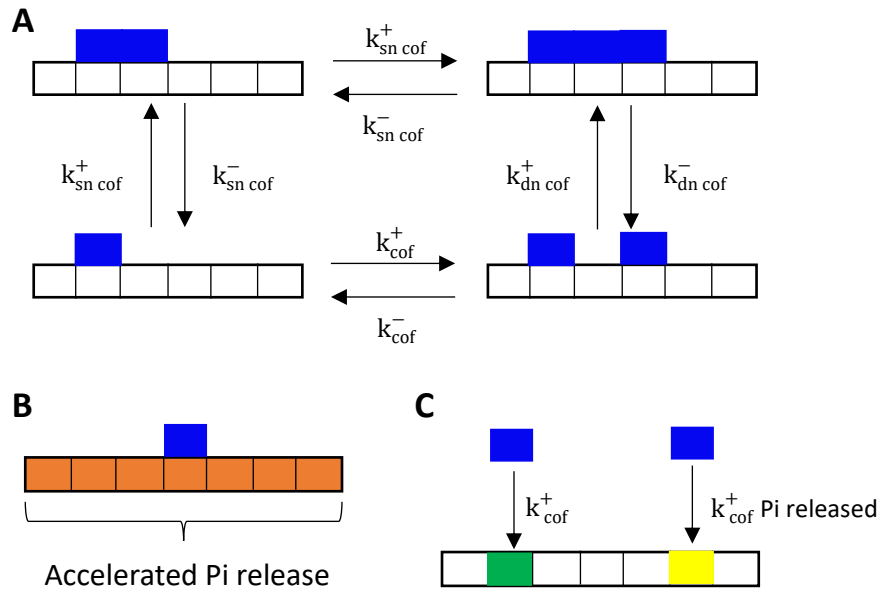 A
k⁺sn cof
k⁻sn cof
k⁺sn cof
k⁻sn cof
k⁺dn cof
k⁻dn cof
k⁺cof
k⁻cof
B
Accelerated Pi release
C
k⁺cof
k⁺cof Pi released